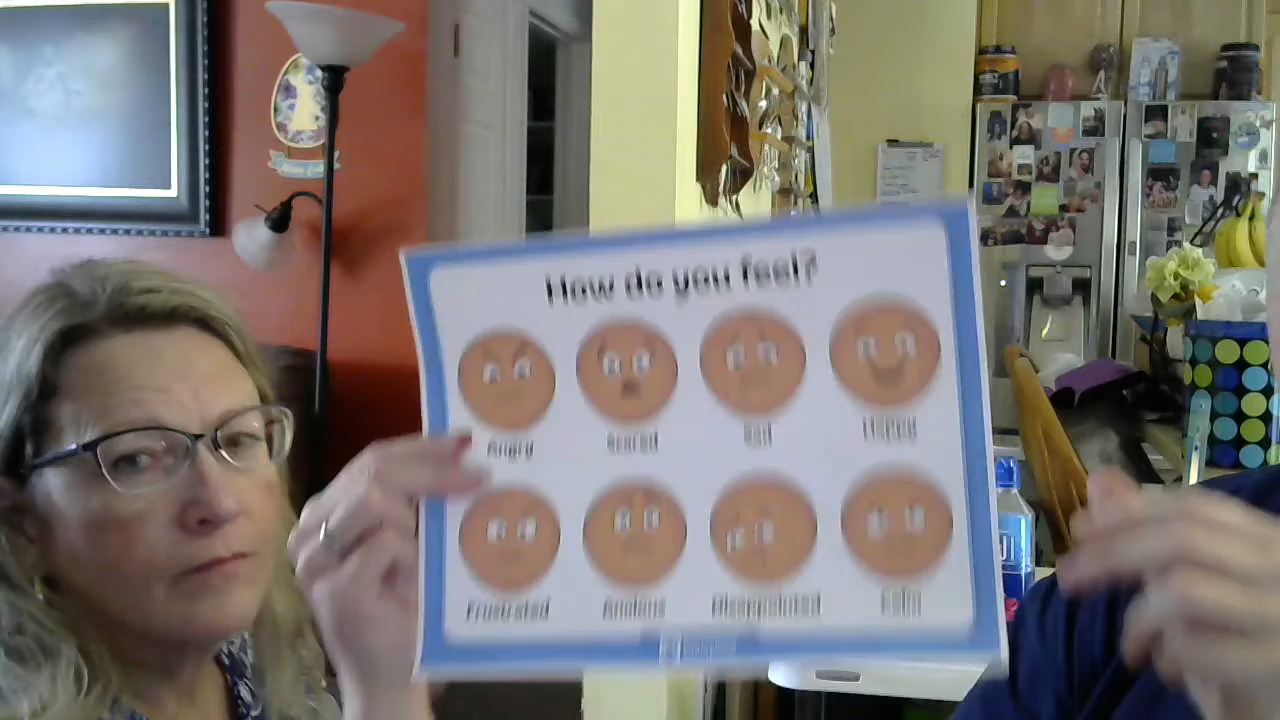 How do you feel?
Angry Scared Sad Happy
Frustrated Anxious Disappointed Calm